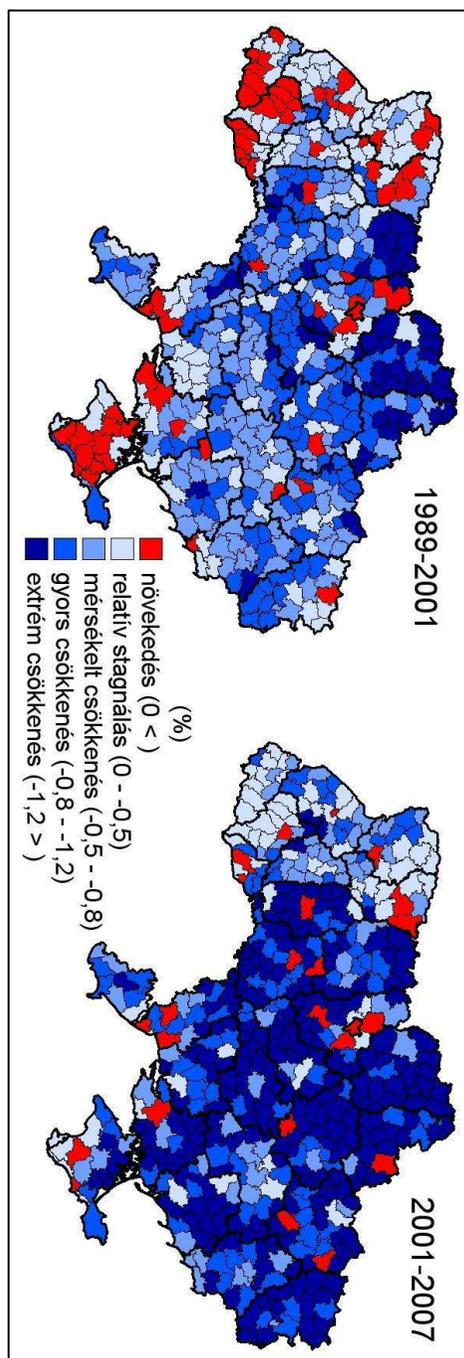 1989-2001
2001-2007
(%)
növekedés (0 < )
relatív stagnálás (0 - -0,5)
mérsékelt csökkenés (-0,5 - -0,8)
gyors csökkenés (-0,8 - -1,2)
extrém csökkenés (-1,2 > )